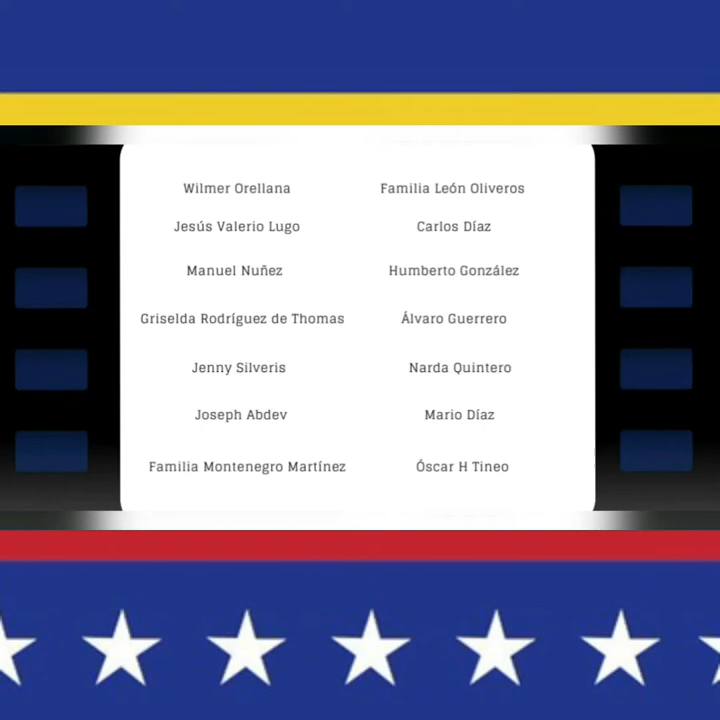 Wilmer Orellana
Familia León Oliveros
Jesús Valerio Lugo
Carlos Díaz
Manuel Nuñez
Humberto González
Griselda Rodríguez de Thomas
Álvaro Guerrero
Jenny Silveris
Narda Quintero
Joseph Abdev
Mario Díaz
Familia Montenegro Martínez
Óscar H Tineo